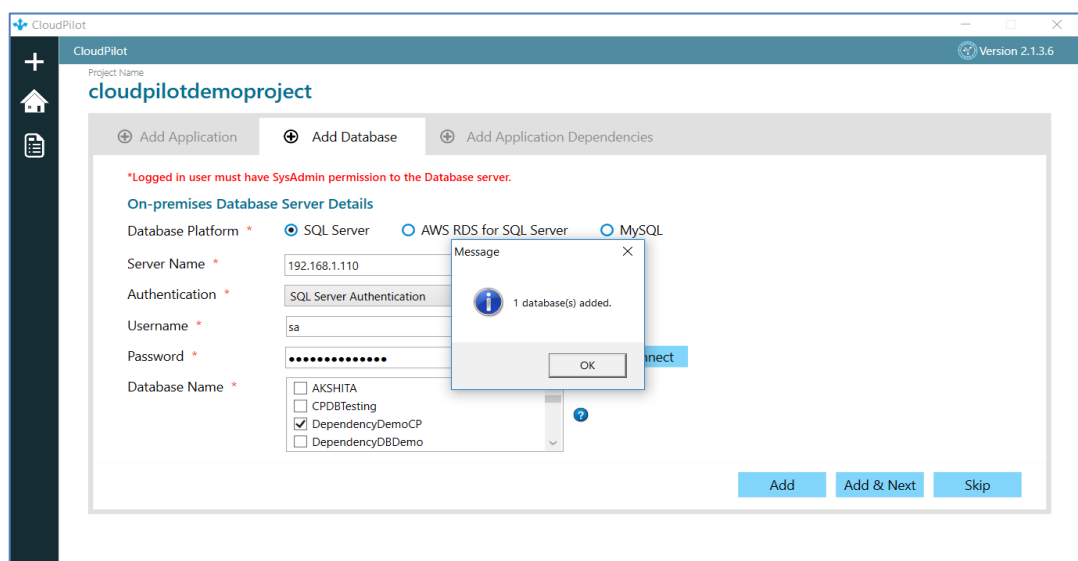 CloudPilot
CloudPilot
Version 2.1.3.6
Project Name
cloudpilotdemoproject
Add Application
Add Database
Add Application Dependencies
*Logged in user must have SysAdmin permission to the Database server.
On-premises Database Server Details
Database Platform *
SQL Server
AWS RDS for SQL Server
MySQL
Message
Server Name *
192.168.1.110
Authentication *
SQL Server Authentication
1 database(s) added.
Username *
sa
Password *
••••••••••••••
OK
nnect
Database Name *
AKSHITA
CPDBTesting
DependencyDemoCP
DependencyDBDemo
Add
Add & Next
Skip